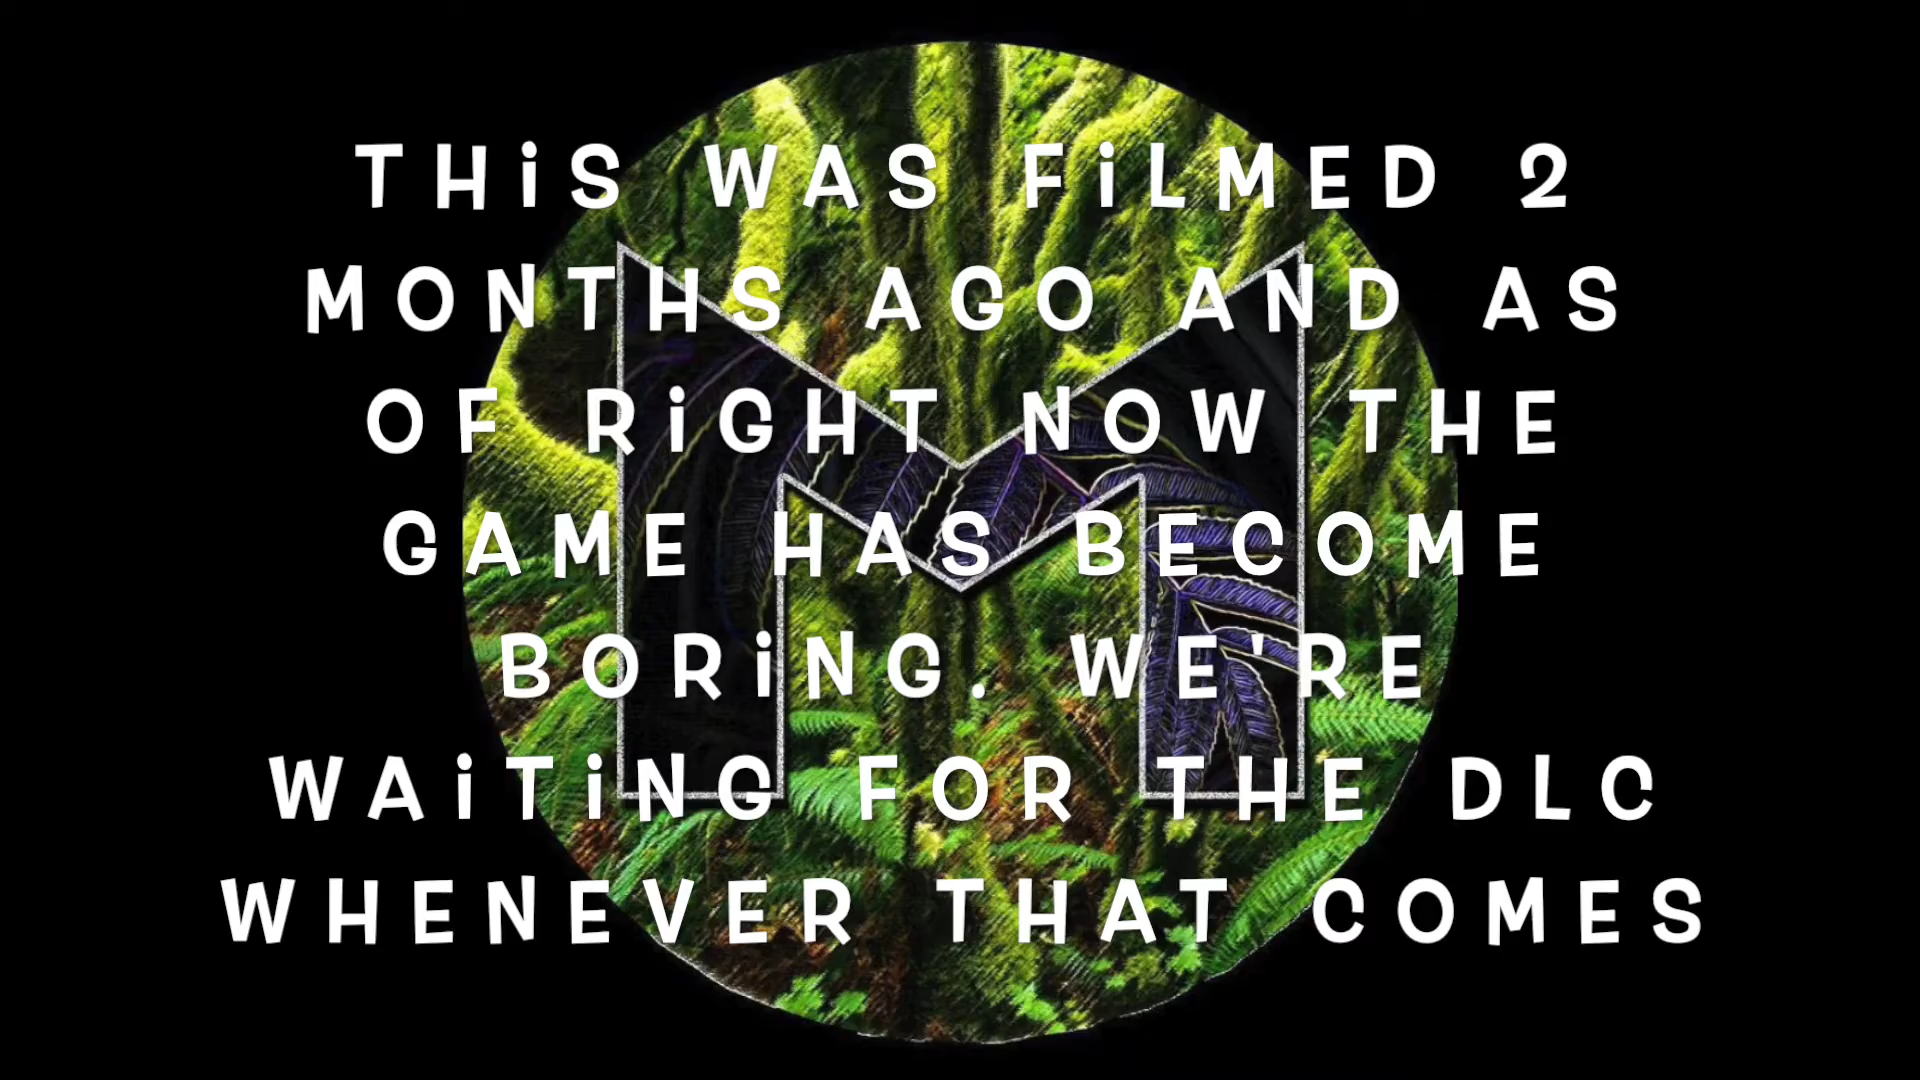 THiS WAS FiLMED 2
MONTHS AGO AND AS
OF RiGHT NOW THE
GAME HAS BECOME
BORiNG. WE'RE
WAiTiNG FOR THE DLC
WHENEVER THAT COMES
M